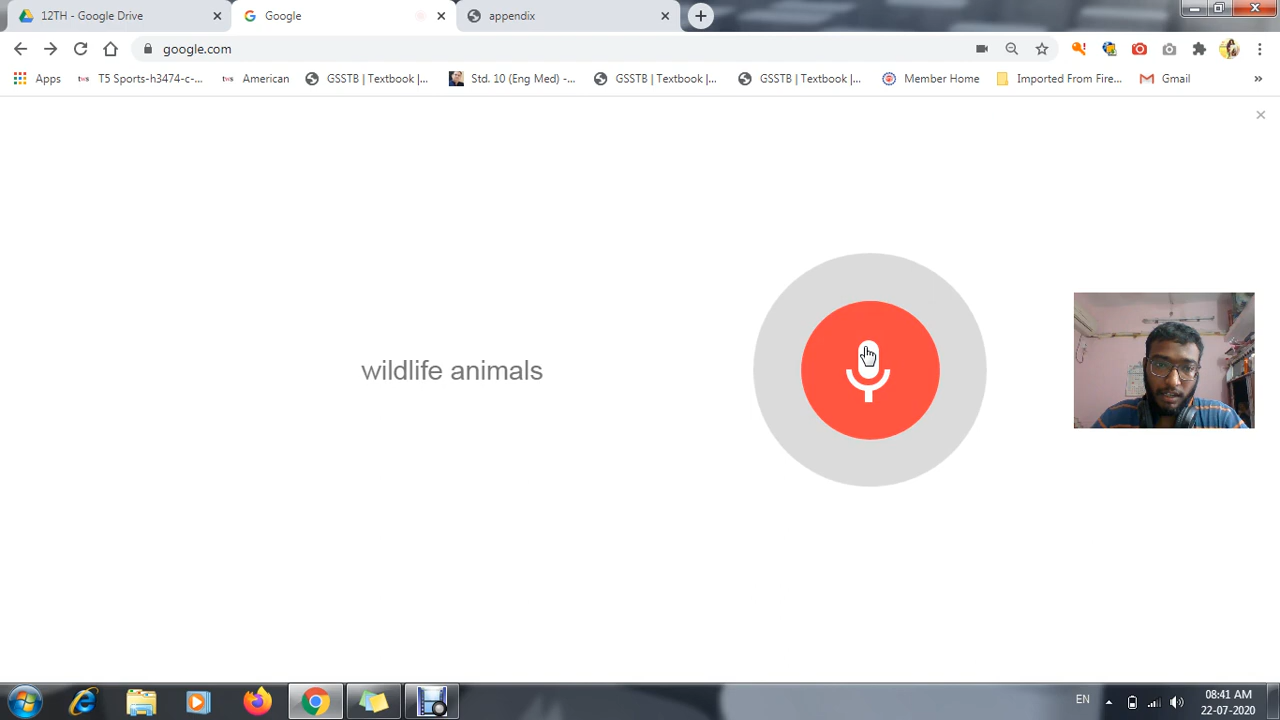 12TH - Google Drive
Google
appendix
google.com
Apps
T5 Sports-h3474-c-...
American
GSSTB | Textbook |...
Std. 10 (Eng Med) -...
GSSTB | Textbook |...
GSSTB | Textbook |...
Member Home
Imported From Fire...
Gmail
»
wildlife animals
EN
08:41 AM
22-07-2020